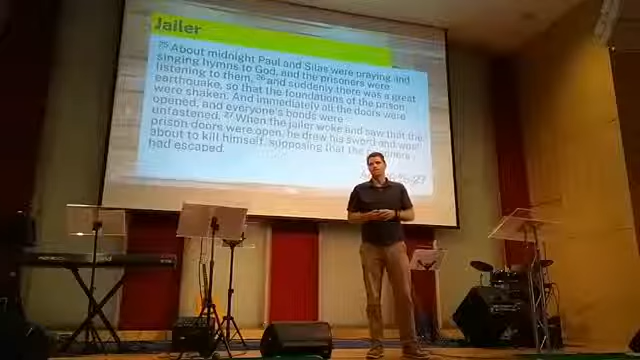 Jailer
25 About midnight Paul and Silas were praying and
singing hymns to God, and the prisoners were
listening to them, 26 and suddenly there was a great
earthquake, so that the foundations of the prison
were shaken. And immediately all the doors were
opened, and everyone's bonds were
unfastened. 27 When the jailer woke and saw that the
prison doors were open, he drew his sword and was
about to kill himself, supposing that the prisoners
had escaped.